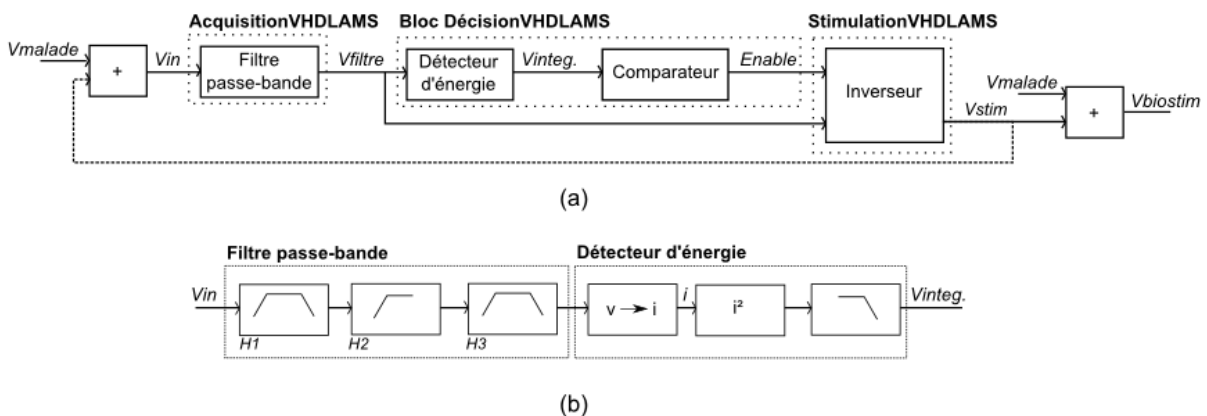 AcquisitionVHDLAMS
Bloc DécisionVHDLAMS
StimulationVHDLAMS
Vmalade
+
Vin
Filtre
passe-bande
Vfiltre
Détecteur
d'énergie
Vinteg.
Comparateur
Enable
Inverseur
Vstim
Vmalade
+
Vbiostim
(a)
Filtre passe-bande
Détecteur d'énergie
Vin
H1
H2
H3
v i
i
i²
Vinteg.
(b)